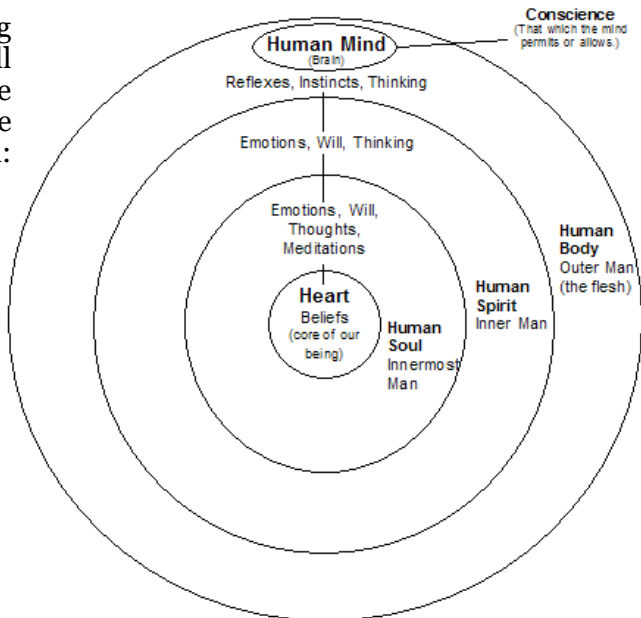 ng
ll
e
e
:
Conscience
(That which the mind
permits or allows.)
Human Mind
(Brain)
Reflexes, Instincts, Thinking
Emotions, Will, Thinking
Emotions, Will,
Thoughts,
Meditations
Heart
Beliefs
(core of our
being)
Human
Soul
Innermost
Man
Human
Spirit
Inner Man
Human
Body
Outer Man
(the flesh)